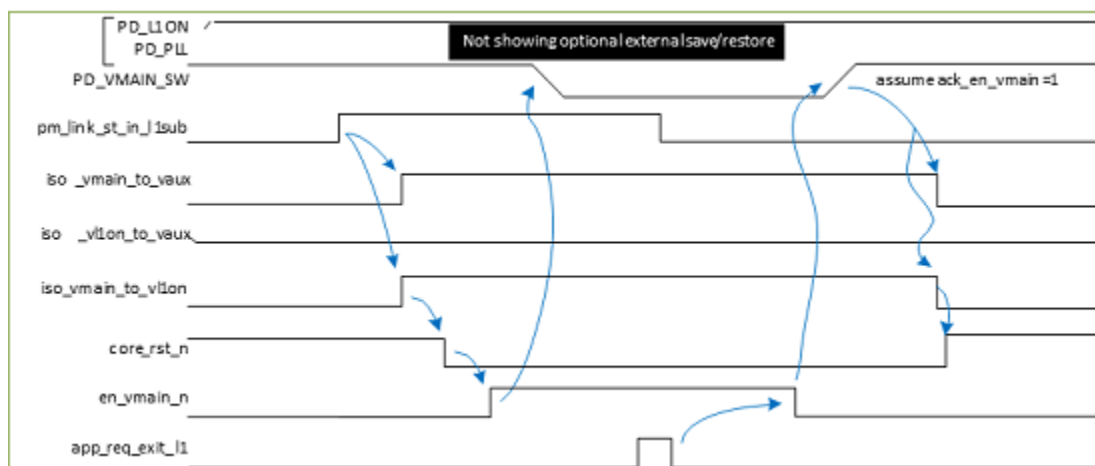 PD_L1ON
PD_PLL
Not showing optional external save/restore
PD_VMAIN_SW
assume ack_en_vmain =1
pm_link_st_in_l1sub
iso _vmain_to_vaux
iso _vl1on_to_vaux
iso_vmain_to_vl1on
core_rst_n
en_vmain_n
app_req_exit_l1